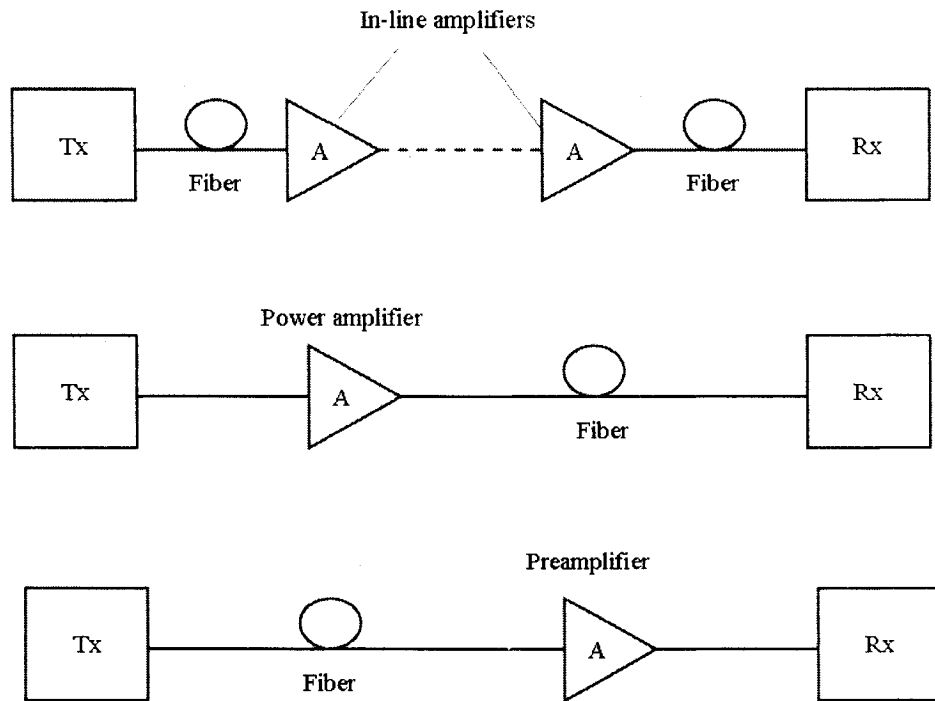 In-line amplifiers
Tx
A
A
Rx
Fiber
Fiber
Power amplifier
Tx
A
Rx
Fiber
Preamplifier
Tx
A
Rx
Fiber